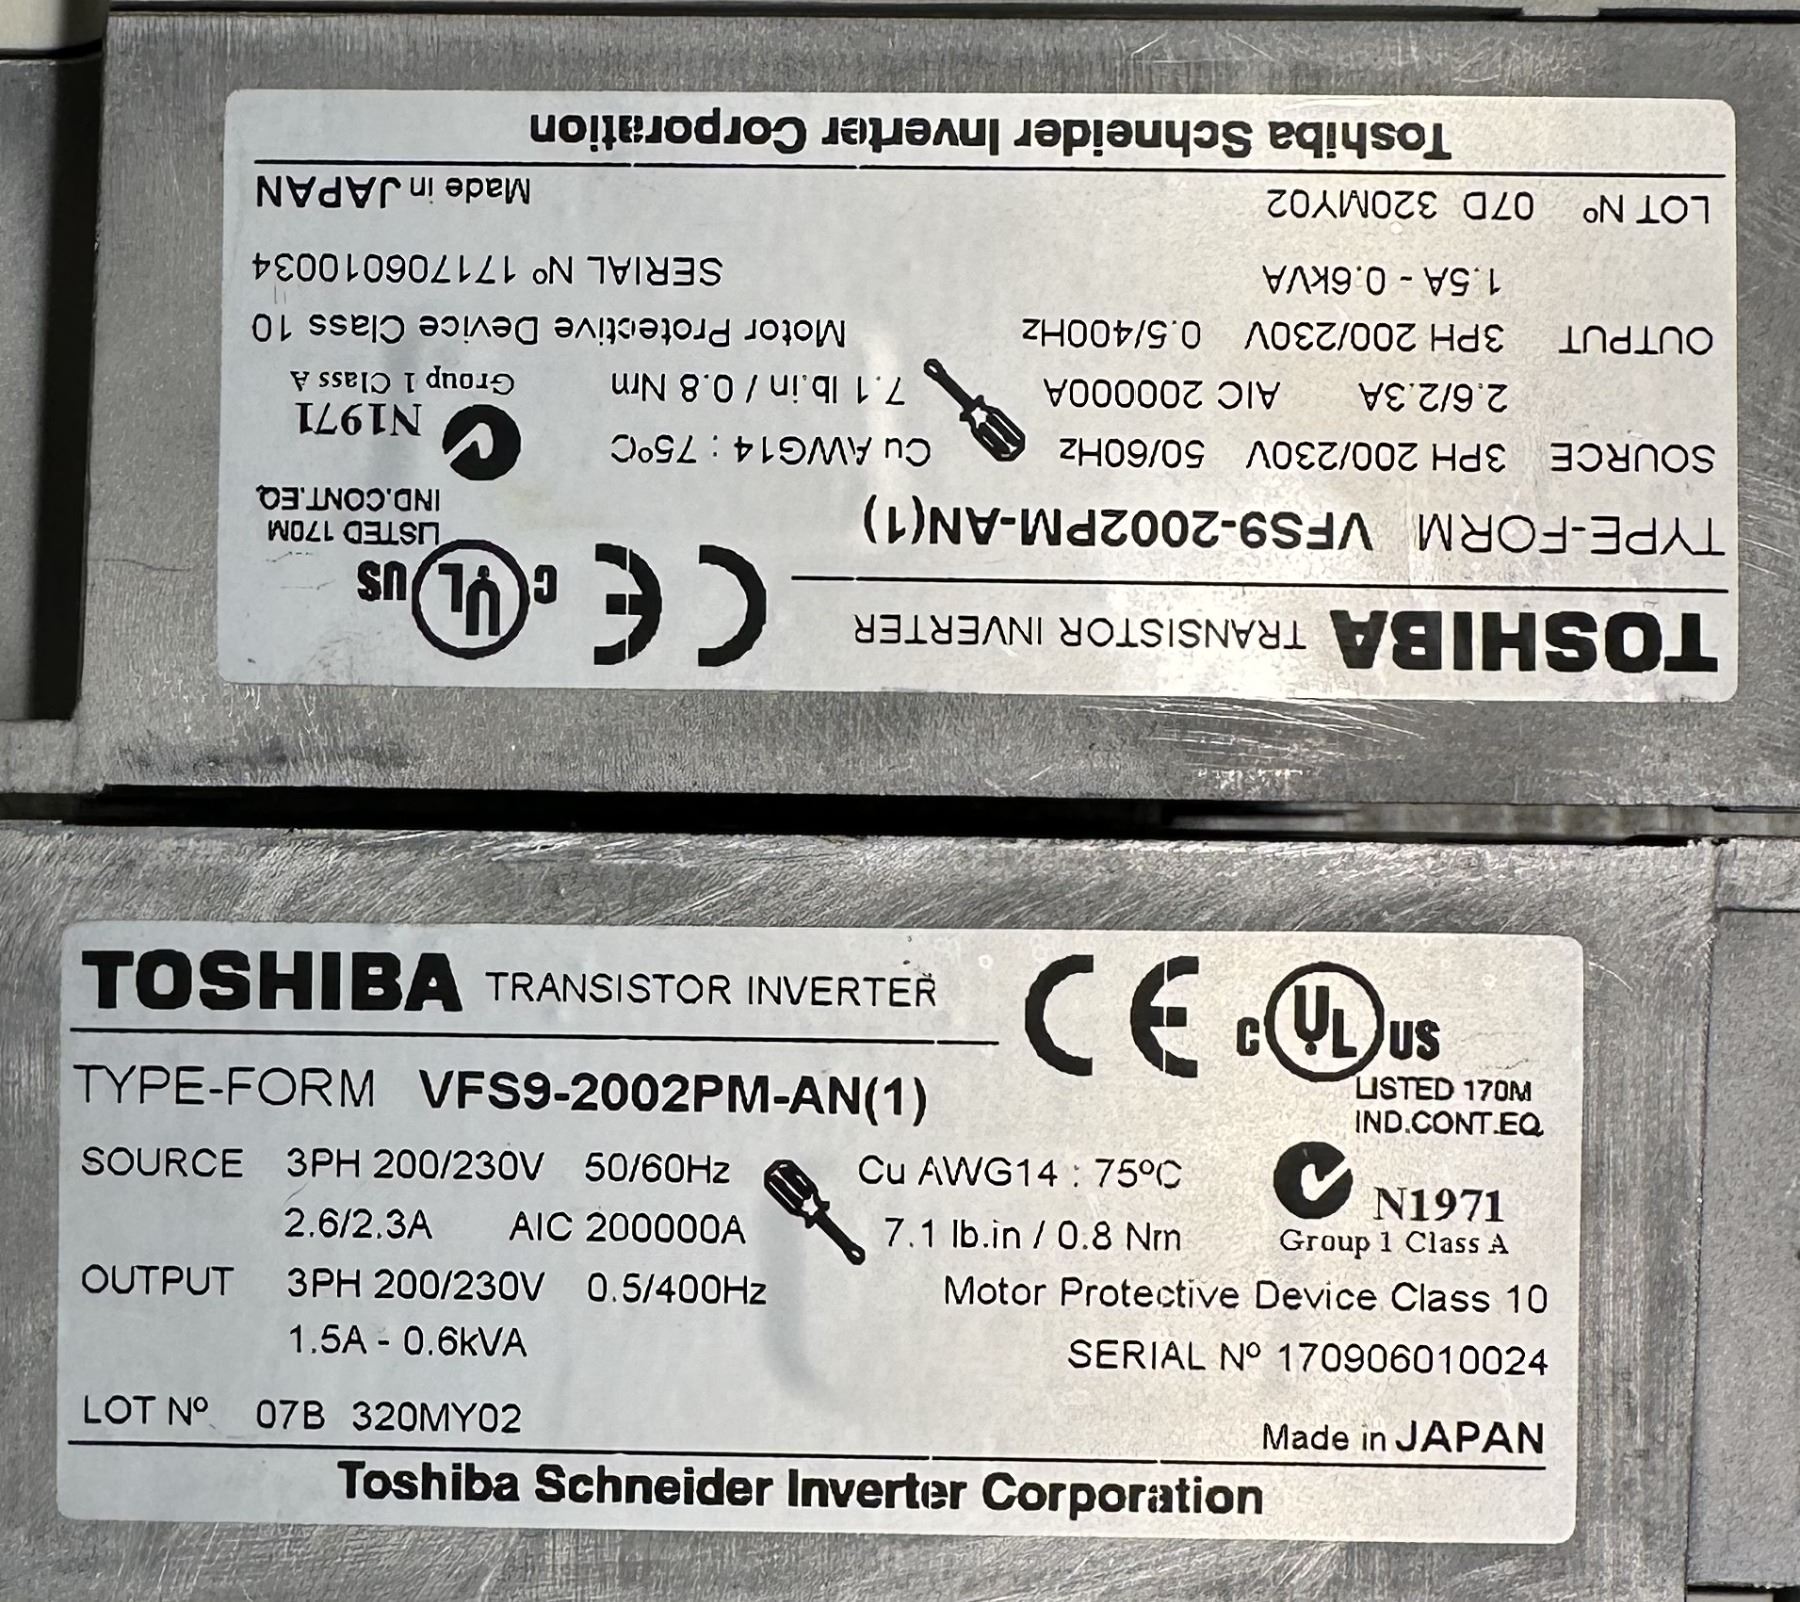 TOSHIBA TRANSISTOR INVERTER CE C UL US
LISTED 170M
IND.CONT.EQ
TYPE-FORM VFS9-2002PM-AN(1)
SOURCE 3PH 200/230V 50/60Hz Cu AWG14 : 75ºC N1971
2.6/2.3A AIC 200000A 7.1 lb.in / 0.8 Nm Group 1 Class A
OUTPUT 3PH 200/230V 0.5/400Hz Motor Protective Device Class 10
1.5A - 0.6kVA SERIAL Nº 171706010034
LOT Nº 07D 320MY02 Made in JAPAN
Toshiba Schneider Inverter Corporation
TOSHIBA TRANSISTOR INVERTER CE C UL US
LISTED 170M
IND.CONT.EQ
TYPE-FORM VFS9-2002PM-AN(1)
SOURCE 3PH 200/230V 50/60Hz Cu AWG14 : 75ºC N1971
2.6/2.3A AIC 200000A 7.1 lb.in / 0.8 Nm Group 1 Class A
OUTPUT 3PH 200/230V 0.5/400Hz Motor Protective Device Class 10
1.5A - 0.6kVA SERIAL Nº 170906010024
LOT Nº 07B 320MY02 Made in JAPAN
Toshiba Schneider Inverter Corporation